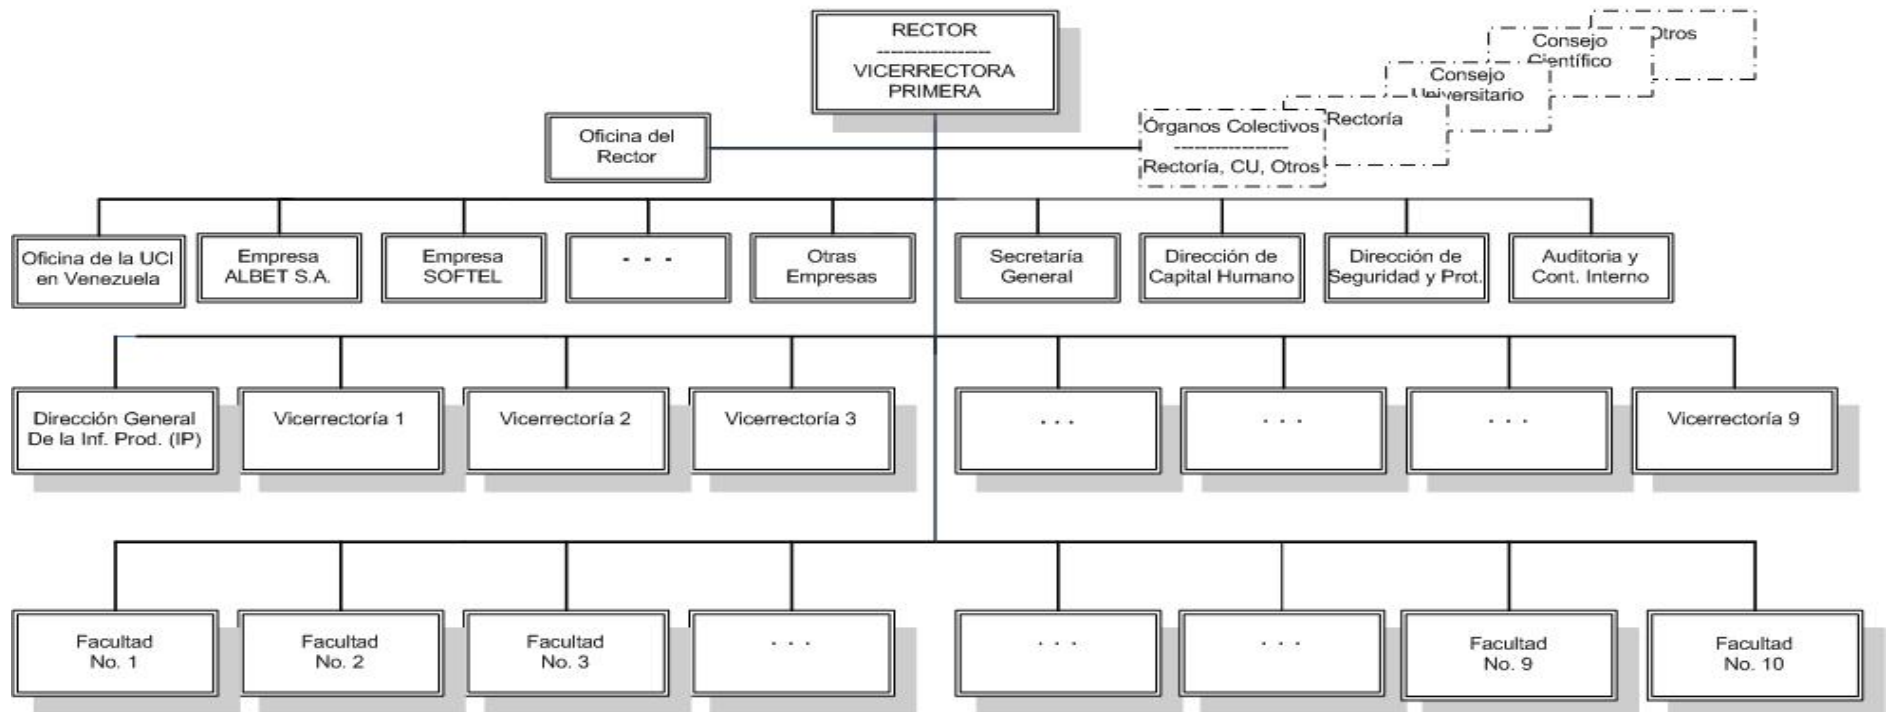 RECTOR
-----------------
VICERRECTORA
PRIMERA
Otros
Consejo
Científico
Consejo
Universitario
Rectoría
Órganos Colectivos
-----------------
Rectoría, CU, Otros
Oficina del
Rector
Oficina de la UCI
en Venezuela
Empresa
ALBET S.A.
Empresa
SOFTEL
- - -
Otras
Empresas
Secretaría
General
Dirección de
Capital Humano
Dirección de
Seguridad y Prot.
Auditoria y
Cont. Interno
Dirección General
De la Inf. Prod. (IP)
Vicerrectoría 1
Vicerrectoría 2
Vicerrectoría 3
. . .
. . .
. . .
Vicerrectoría 9
Facultad
No. 1
Facultad
No. 2
Facultad
No. 3
. . .
. . .
. . .
Facultad
No. 9
Facultad
No. 10